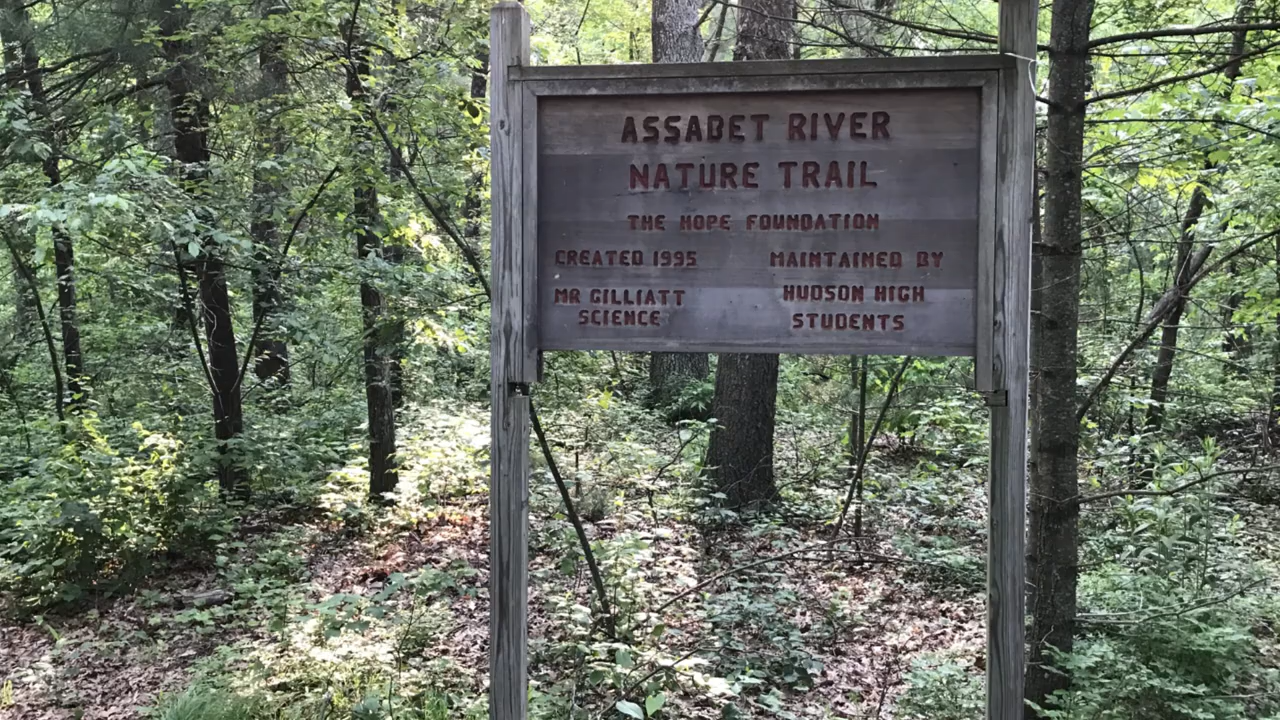 ASSABET RIVER
NATURE TRAIL
THE HOPE FOUNDATION
CREATED 1995
MAINTAINED BY
MR GILLIATT
SCIENCE
HUDSON HIGH
STUDENTS